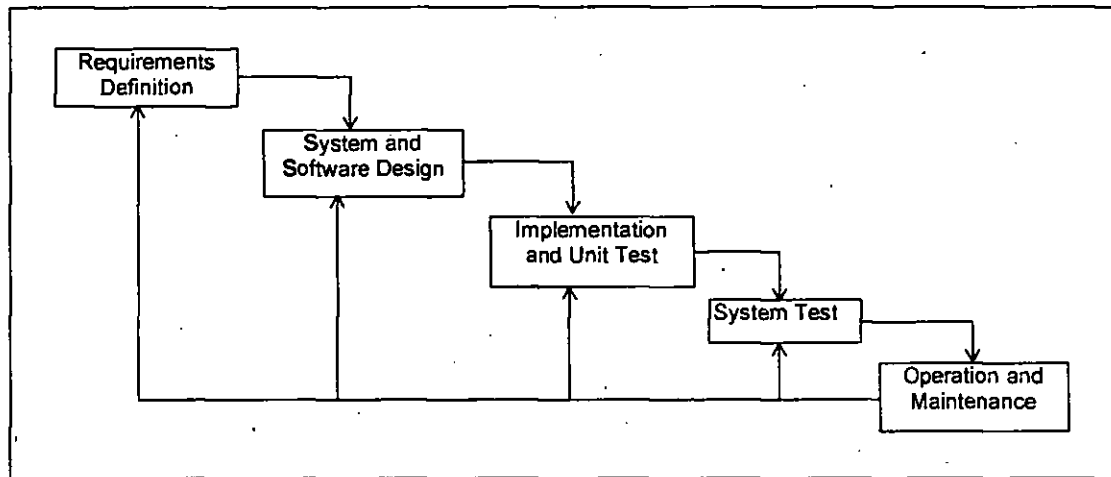 Requirements
Definition
System and
Software Design
Implementation
and Unit Test
System Test
Operation and
Maintenance